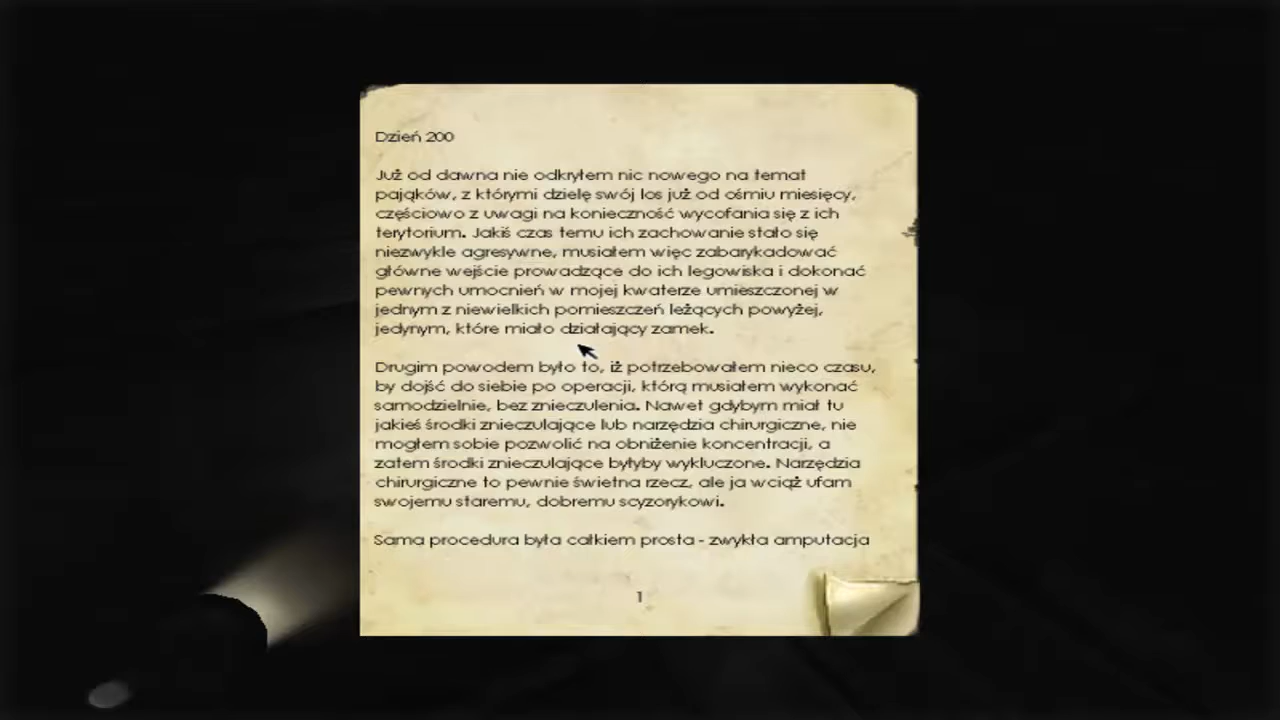 Dzień 200
Już od dawna nie odkryłem nic nowego na temat
pająków, z którymi dzielę swój los już od ośmiu miesięcy,
częściowo z uwagi na konieczność wycofania się z ich
terytorium. Jakiś czas temu ich zachowanie stało się
niezwykle agresywne, musiałem więc zabarykadować
główne wejście prowadzące do ich legowiska i dokonać
pewnych umocnień w mojej kwaterze umieszczonej w
jednym z niewielkich pomieszczeń leżących powyżej,
jedynym, które miało działający zamek.
Drugim powodem było to, iż potrzebowałem nieco czasu,
by dojść do siebie po operacji, którą musiałem wykonać
samodzielnie, bez znieczulenia. Nawet gdybym miał tu
jakieś środki znieczulające lub narzędzia chirurgiczne, nie
mogłem sobie pozwolić na obniżenie koncentracji, a
zatem środki znieczulające byłyby wykluczone. Narzędzia
chirurgiczne to pewnie świetna rzecz, ale ja wciąż ufam
swojemu staremu, dobremu scyzorykowi.
Sama procedura była całkiem prosta - zwykła amputacja
1